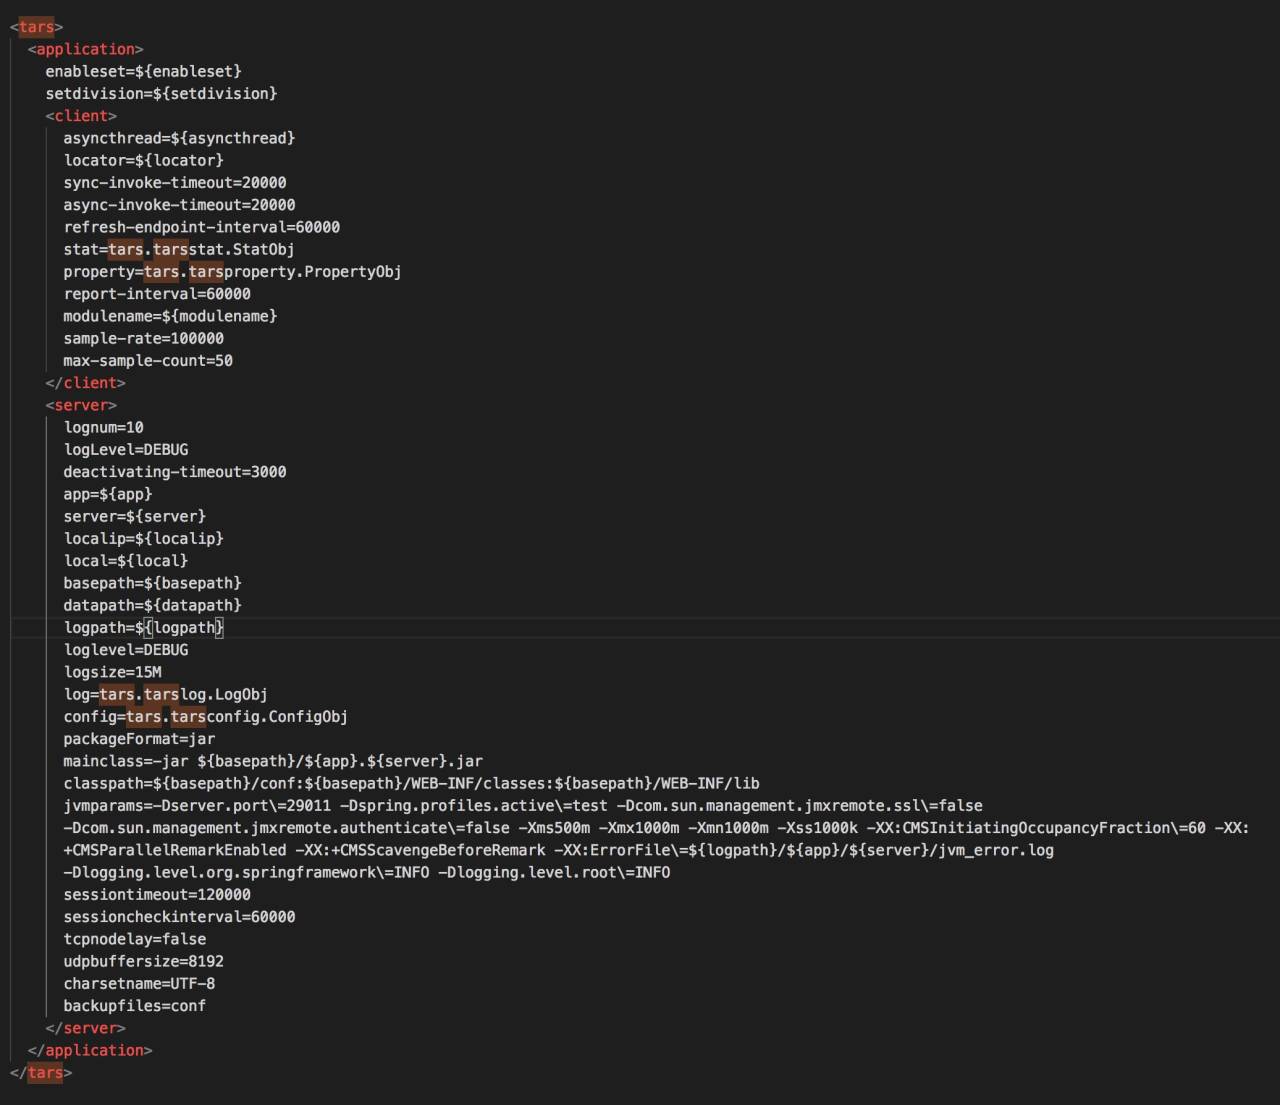 <tars>
<application>
enableset=${enableset}
setdivision=${setdivision}
<client>
asyncthread=${asyncthread}
locator=${locator}
sync-invoke-timeout=20000
async-invoke-timeout=20000
refresh-endpoint-interval=60000
stat=tars.tarsstat.StatObj
property=tars.tarsproperty.PropertyObj
report-interval=60000
modulename=${modulename}
sample-rate=100000
max-sample-count=50
</client>
<server>
lognum=10
logLevel=DEBUG
deactivating-timeout=3000
app=${app}
server=${server}
localip=${localip}
local=${local}
basepath=${basepath}
datapath=${datapath}
logpath=${logpath}
loglevel=DEBUG
logsize=15M
log=tars.tarslog.LogObj
config=tars.tarsconfig.ConfigObj
packageFormat=jar
mainclass=-jar ${basepath}/${app}.${server}.jar
classpath=${basepath}/conf:${basepath}/WEB-INF/classes:${basepath}/WEB-INF/lib
jvmparams=-Dserver.port\=29011 -Dspring.profiles.active\=test -Dcom.sun.management.jmxremote.ssl\=false
-Dcom.sun.management.jmxremote.authenticate\=false -Xms500m -Xmx1000m -Xmn1000m -Xss1000k -XX:CMSInitiatingOccupancyFraction\=60 -XX:
+CMSParallelRemarkEnabled -XX:+CMSScavengeBeforeRemark -XX:ErrorFile\=${logpath}/${app}/${server}/jvm_error.log
-Dlogging.level.org.springframework\=INFO -Dlogging.level.root\=INFO
sessiontimeout=120000
sessioncheckinterval=60000
tcpnodelay=false
udpbuffersize=8192
charsetname=UTF-8
backupfiles=conf
</server>
</application>
</tars>